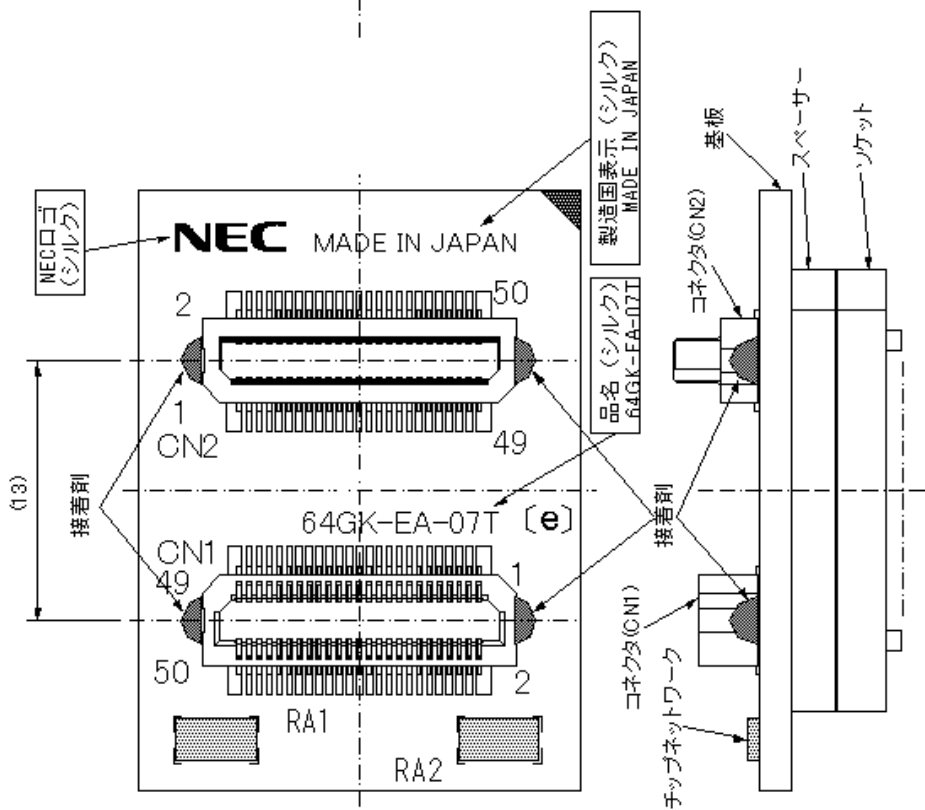 NECロゴ
(シルク)
NEC
MADE IN JAPAN
製造国表示 (シルク)
MADE IN JAPAN
2
50
1
CN2
49
品名 (シルク)
64GK-EA-07T
(13)
接着剤
64GK-EA-07T
(e)
CN1
49
1
50
2
RA1
RA2
接着剤
基板
スペーサー
ソケット
コネクタ(CN2)
コネクタ(CN1)
チップネットワーク